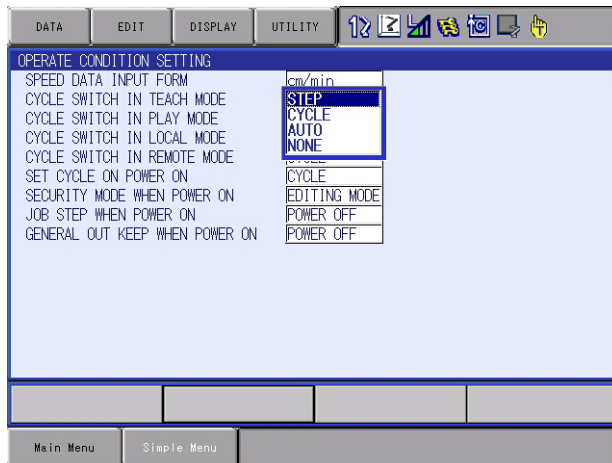 DATA EDIT DISPLAY UTILITY
OPERATE CONDITION SETTING
SPEED DATA INPUT FORM cm/min
CYCLE SWITCH IN TEACH MODE STEP
CYCLE SWITCH IN PLAY MODE CYCLE
AUTO
CYCLE SWITCH IN LOCAL MODE NONE
CYCLE SWITCH IN REMOTE MODE
SET CYCLE ON POWER ON CYCLE
SECURITY MODE WHEN POWER ON EDITING MODE
JOB STEP WHEN POWER ON POWER OFF
GENERAL OUT KEEP WHEN POWER ON POWER OFF
Main Menu Simple Menu